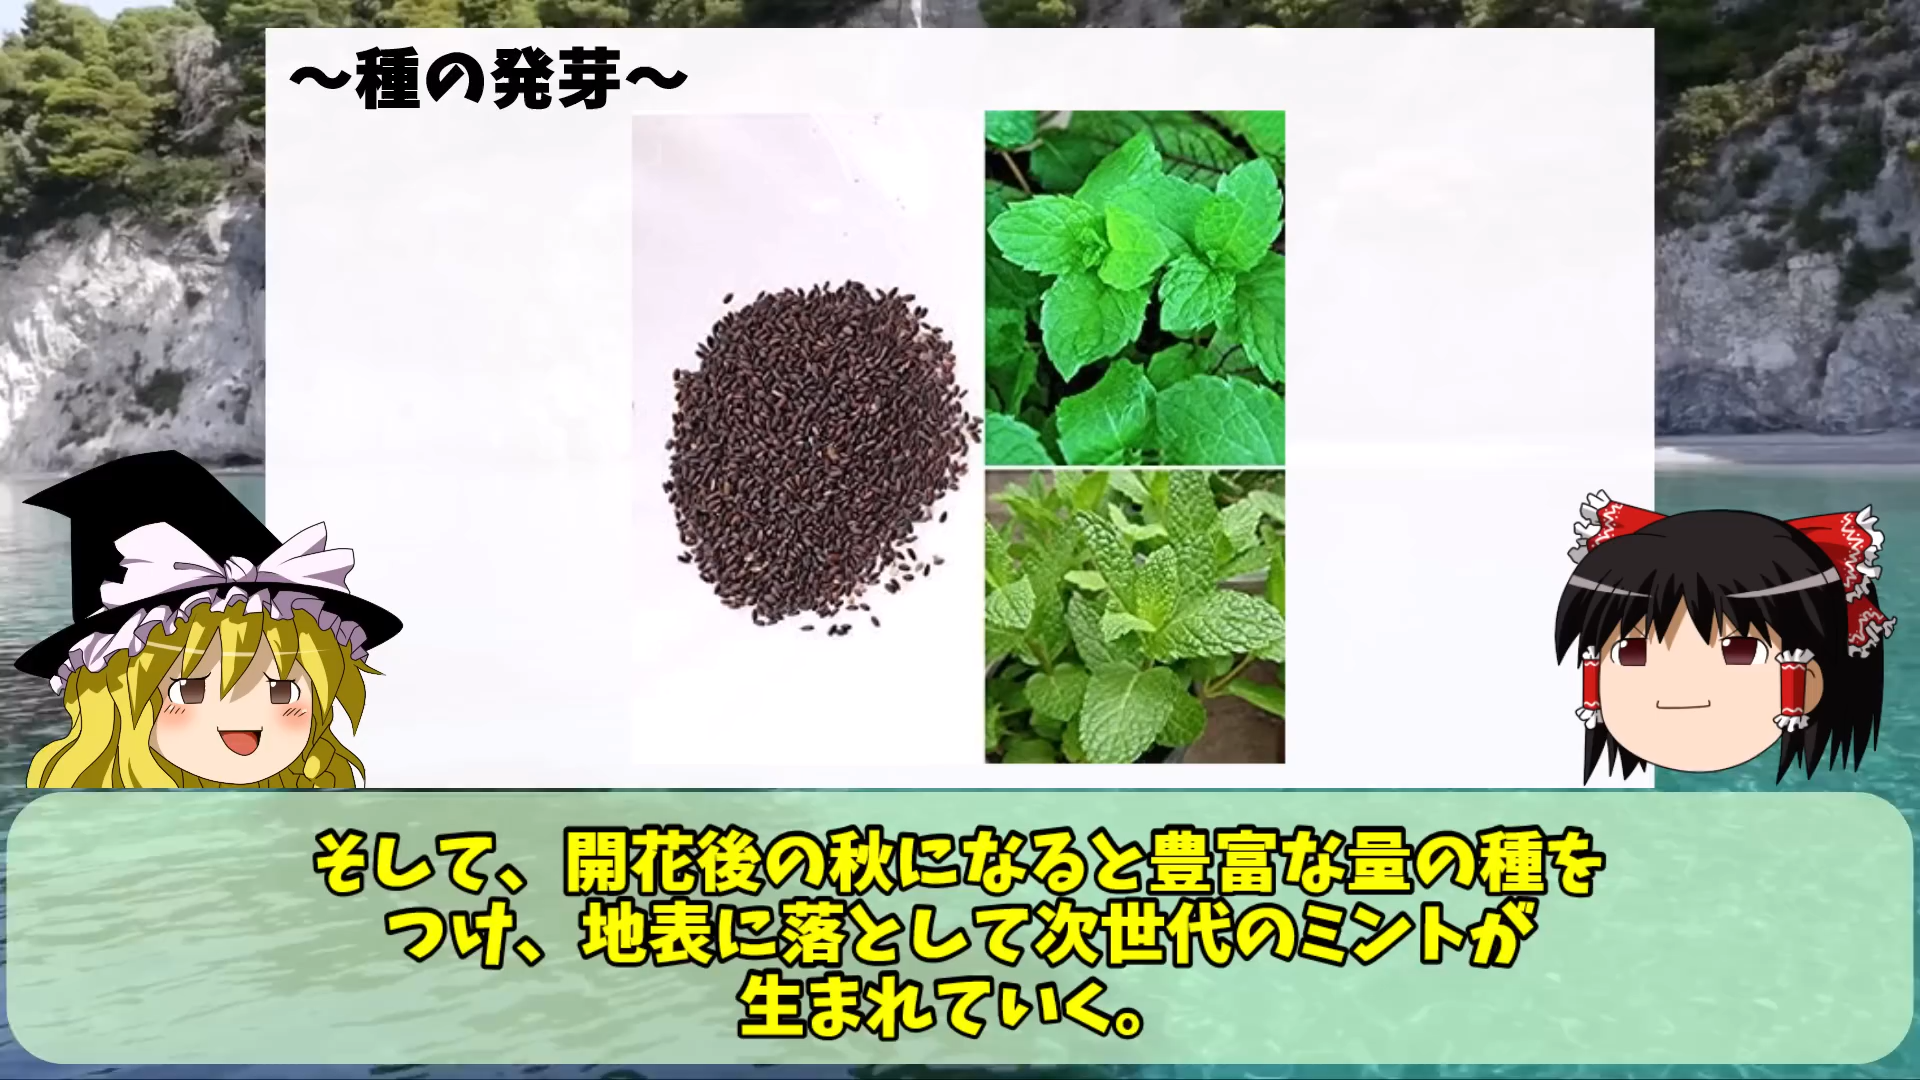 ～種の発芽～
そして、開花後の秋になると豊富な量の種を
つけ、地表に落として次世代のミントが
生まれていく。